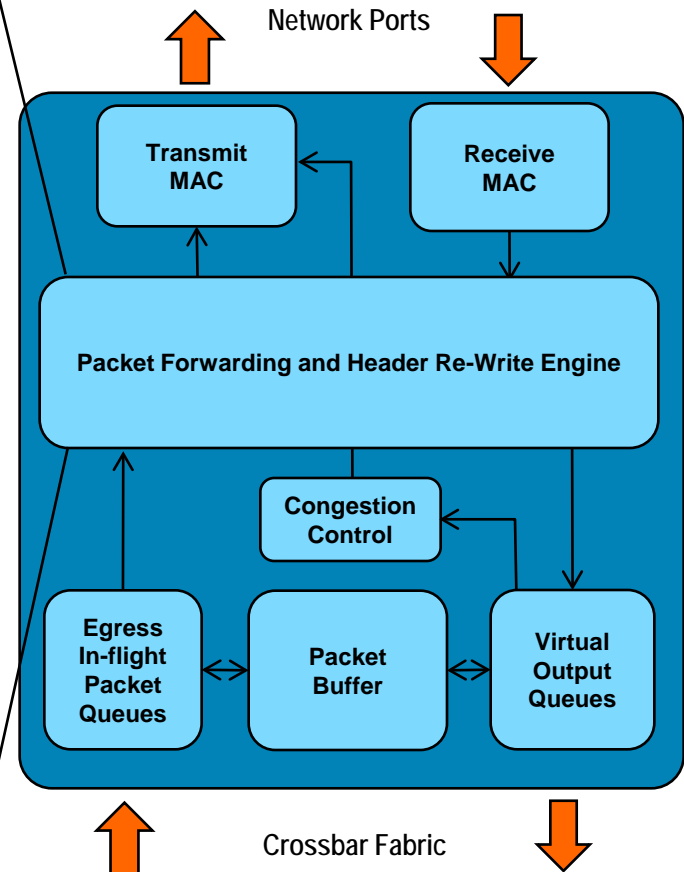 Network Ports
Transmit
MAC
Receive
MAC
Packet Forwarding and Header Re-Write Engine
Congestion
Control
Egress
In-flight
Packet
Queues
Packet
Buffer
Virtual
Output
Queues
Crossbar Fabric